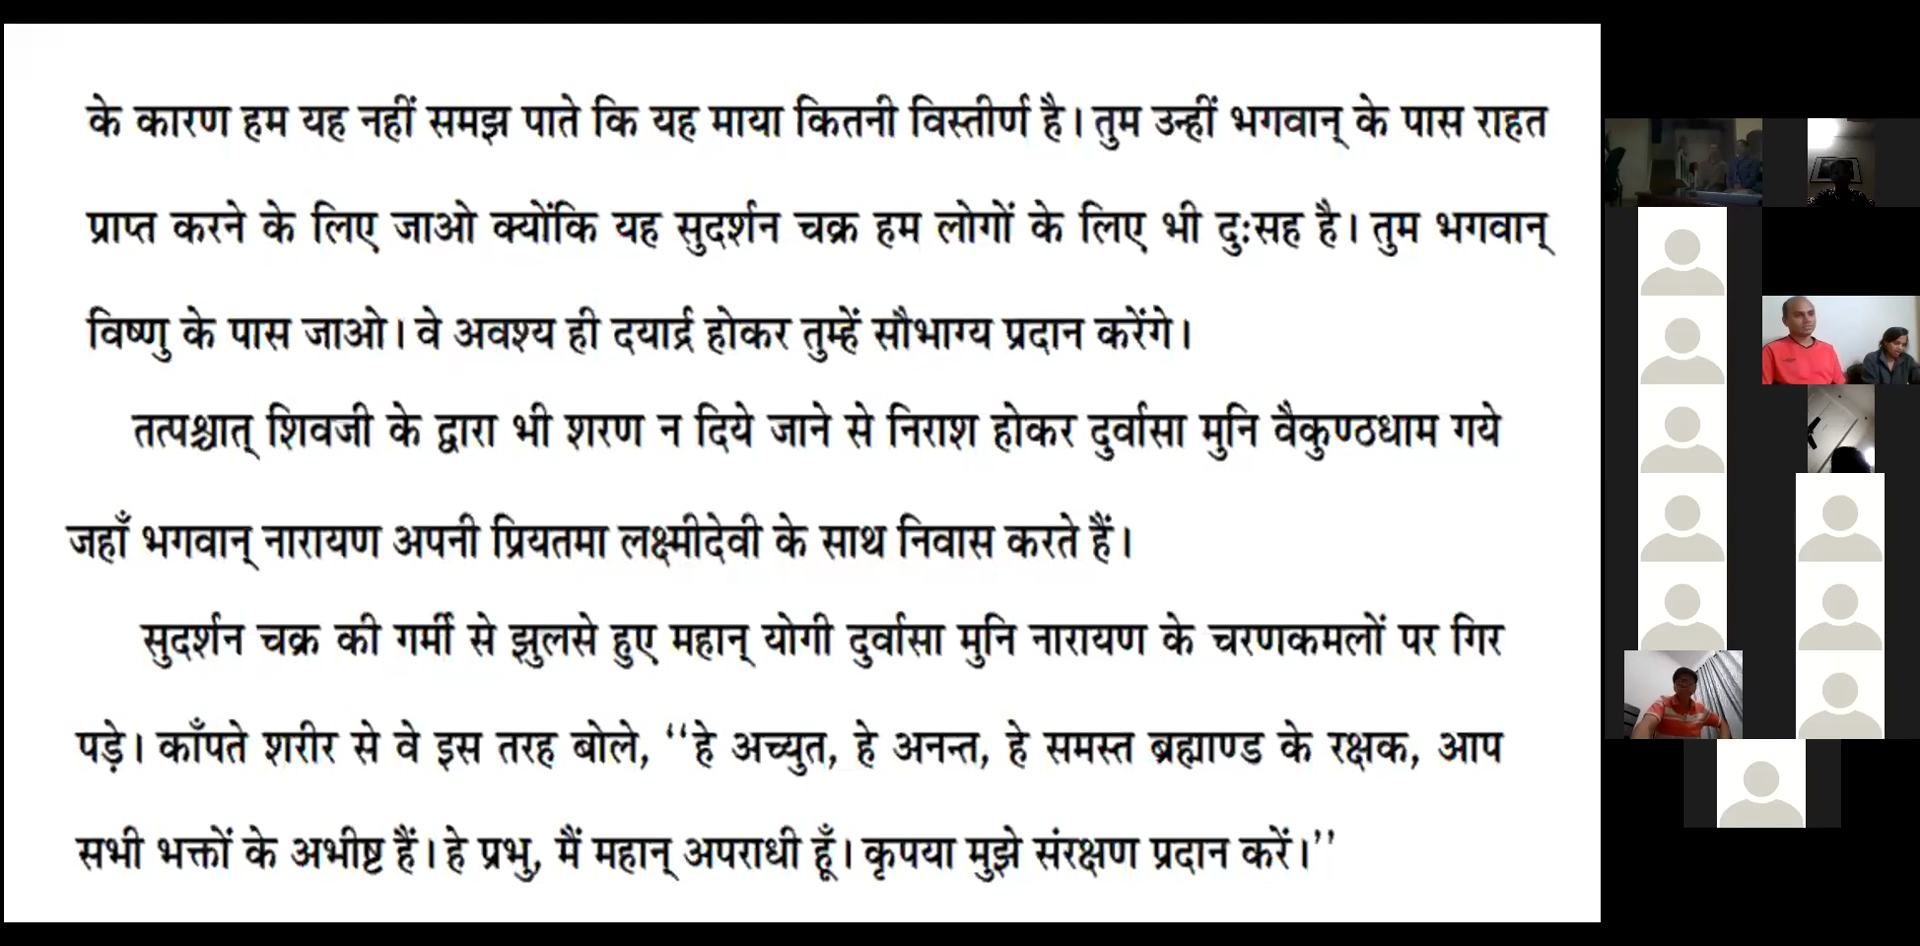 के कारण हम यह नहीं समझ पाते कि यह माया कितनी विस्तीर्ण है। तुम उन्हीं भगवान् के पास राहत
प्राप्त करने के लिए जाओ क्योंकि यह सुदर्शन चक्र हम लोगों के लिए भी दुःसह है। तुम भगवान्
विष्णु के पास जाओ। वे अवश्य ही दयार्द्र होकर तुम्हें सौभाग्य प्रदान करेंगे।
तत्पश्चात् शिवजी के द्वारा भी शरण न दिये जाने से निराश होकर दुर्वासा मुनि वैकुण्ठधाम गये
जहाँ भगवान् नारायण अपनी प्रियतमा लक्ष्मीदेवी के साथ निवास करते हैं।
सुदर्शन चक्र की गर्मी से झुलसे हुए महान् योगी दुर्वासा मुनि नारायण के चरणकमलों पर गिर
पड़े। काँपते शरीर से वे इस तरह बोले, ‘‘हे अच्युत, हे अनन्त, हे समस्त ब्रह्माण्ड के रक्षक, आप
सभी भक्तों के अभीष्ट हैं। हे प्रभु, मैं महान् अपराधी हूँ। कृपया मुझे संरक्षण प्रदान करें।’’